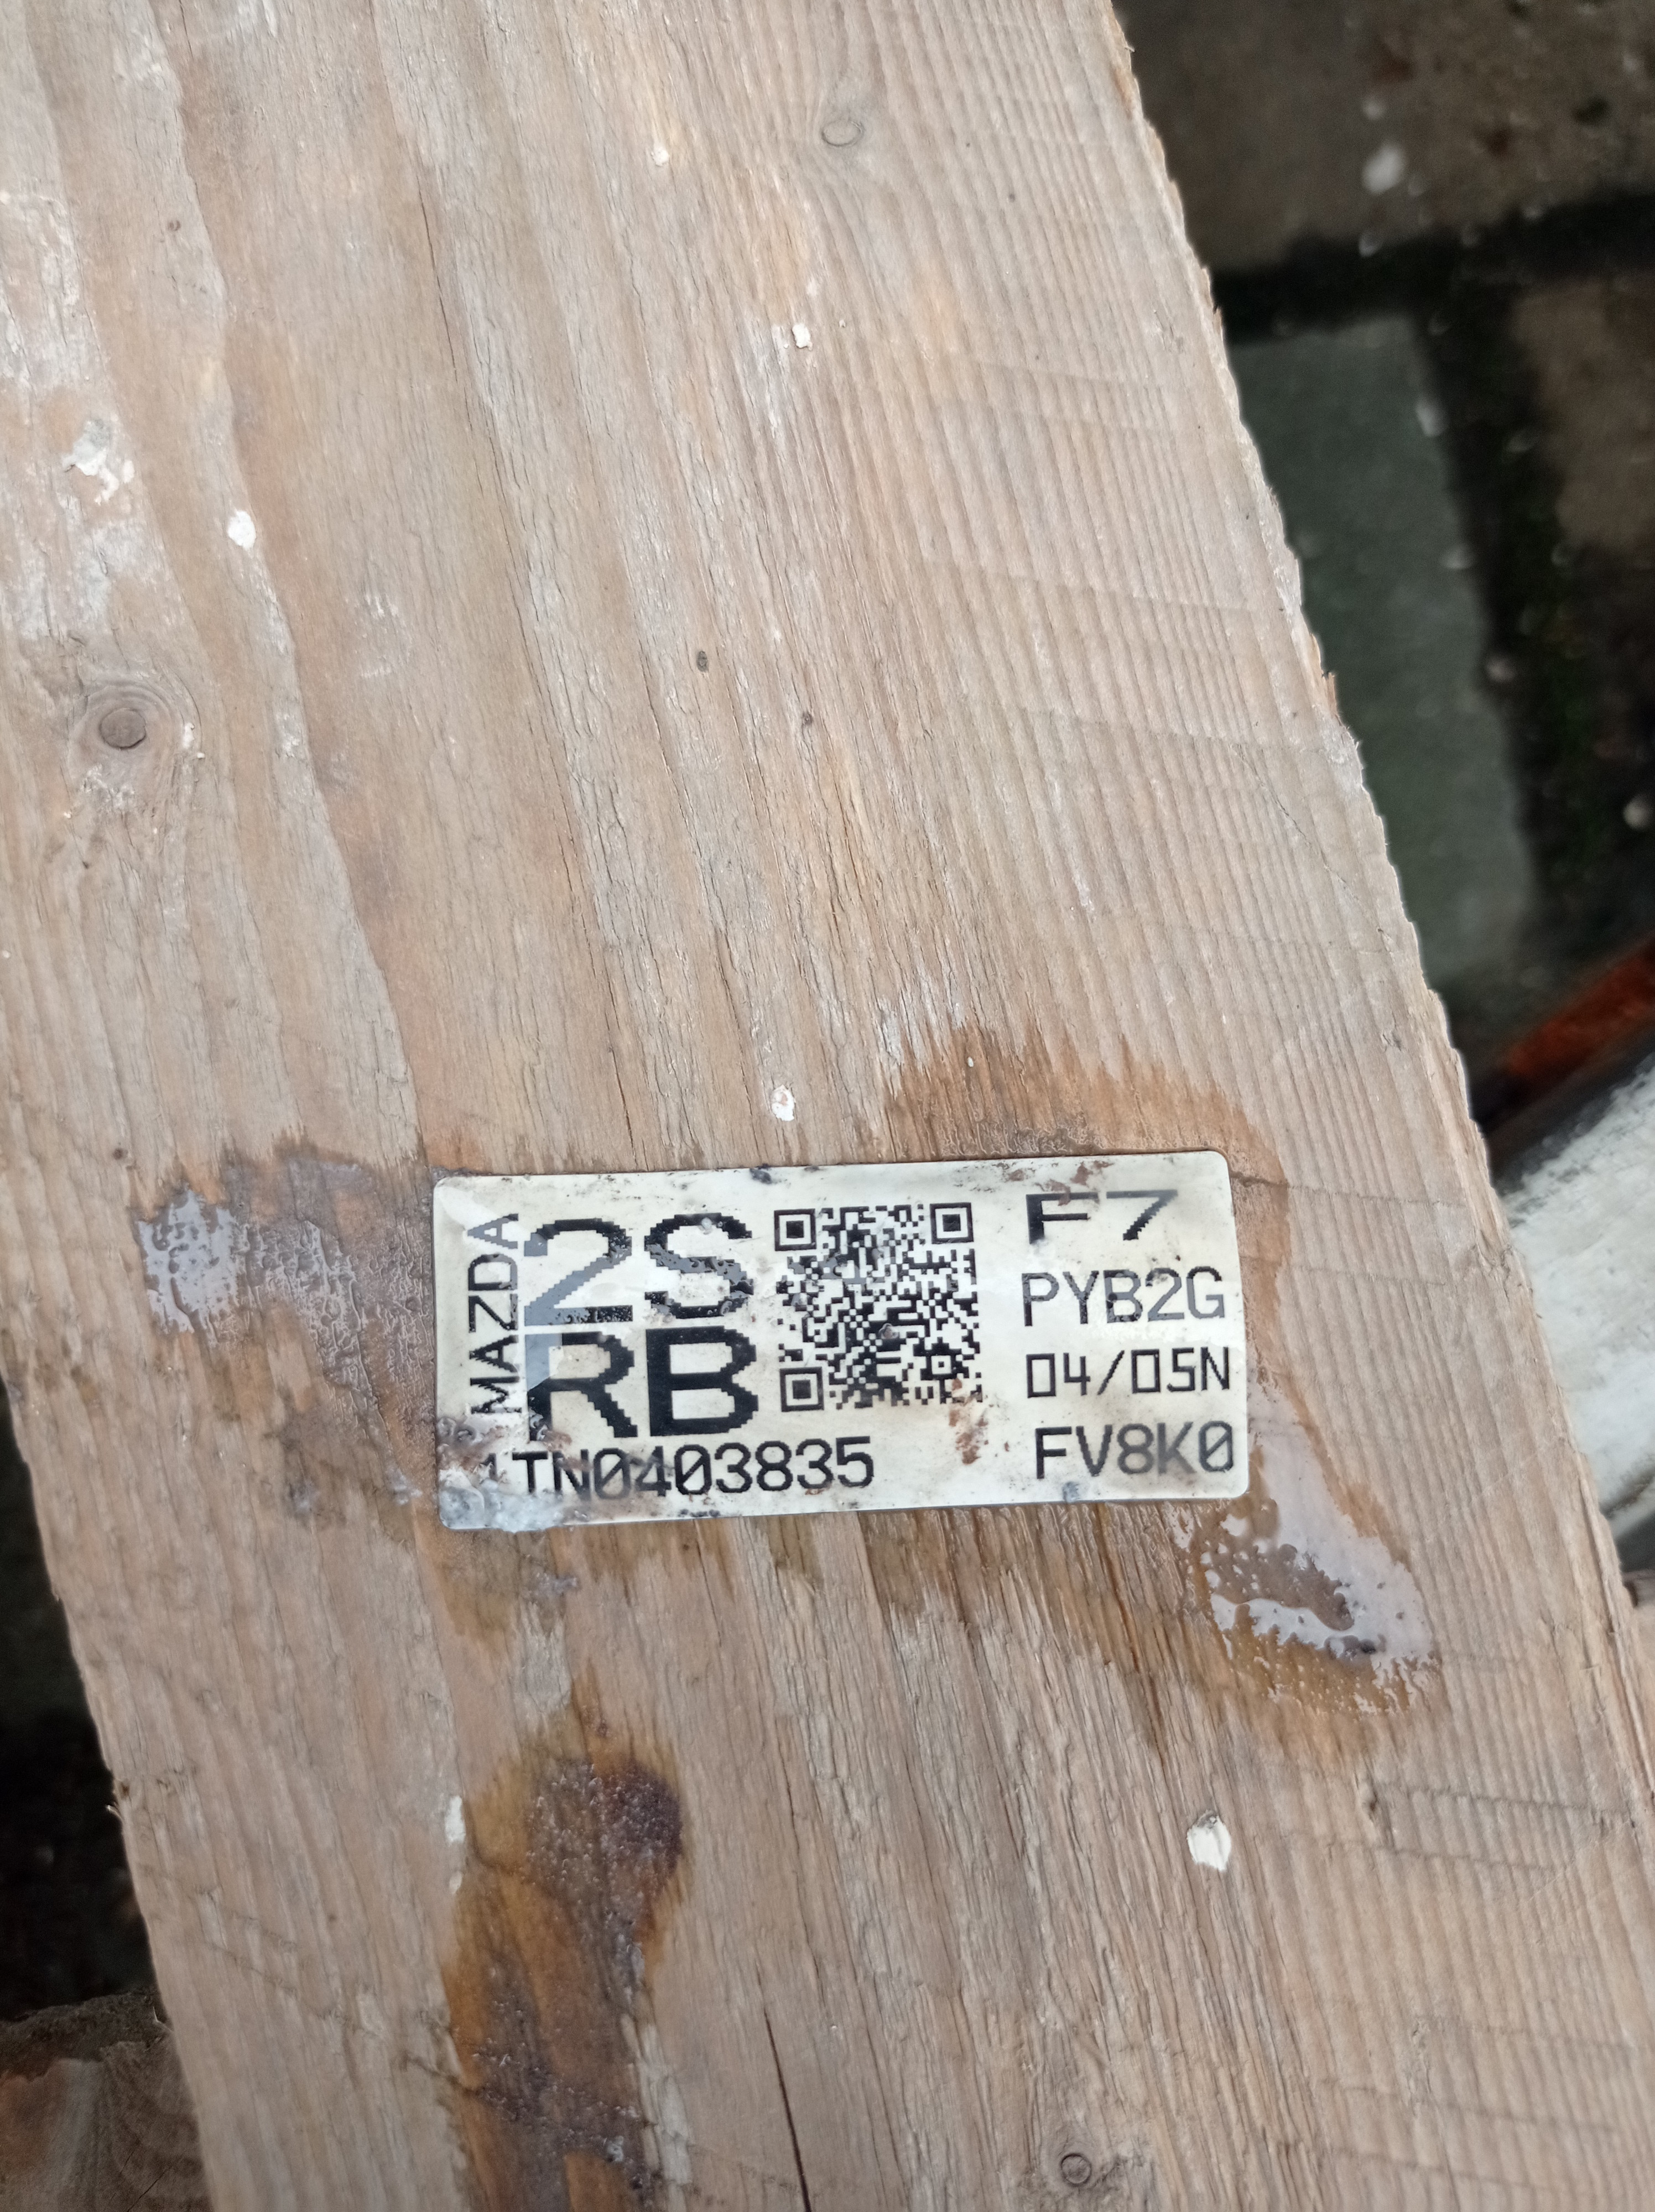 MAZDA
2S
RB
TN0403835
F7
PYB2G
04/05N
FV8K0